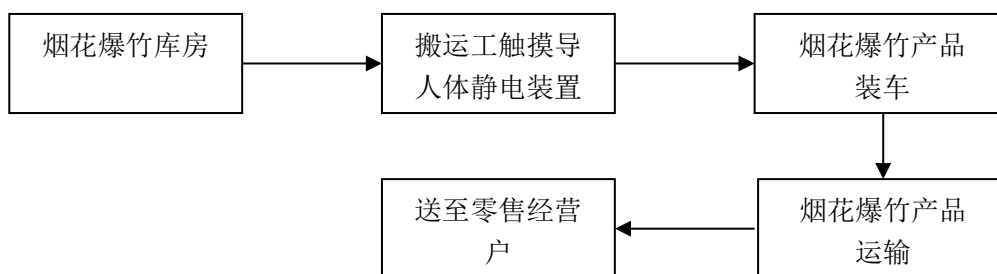 烟花爆竹库房
搬运工触摸导
人体静电装置
烟花爆竹产品
装车
送至零售经营
户
烟花爆竹产品
运输